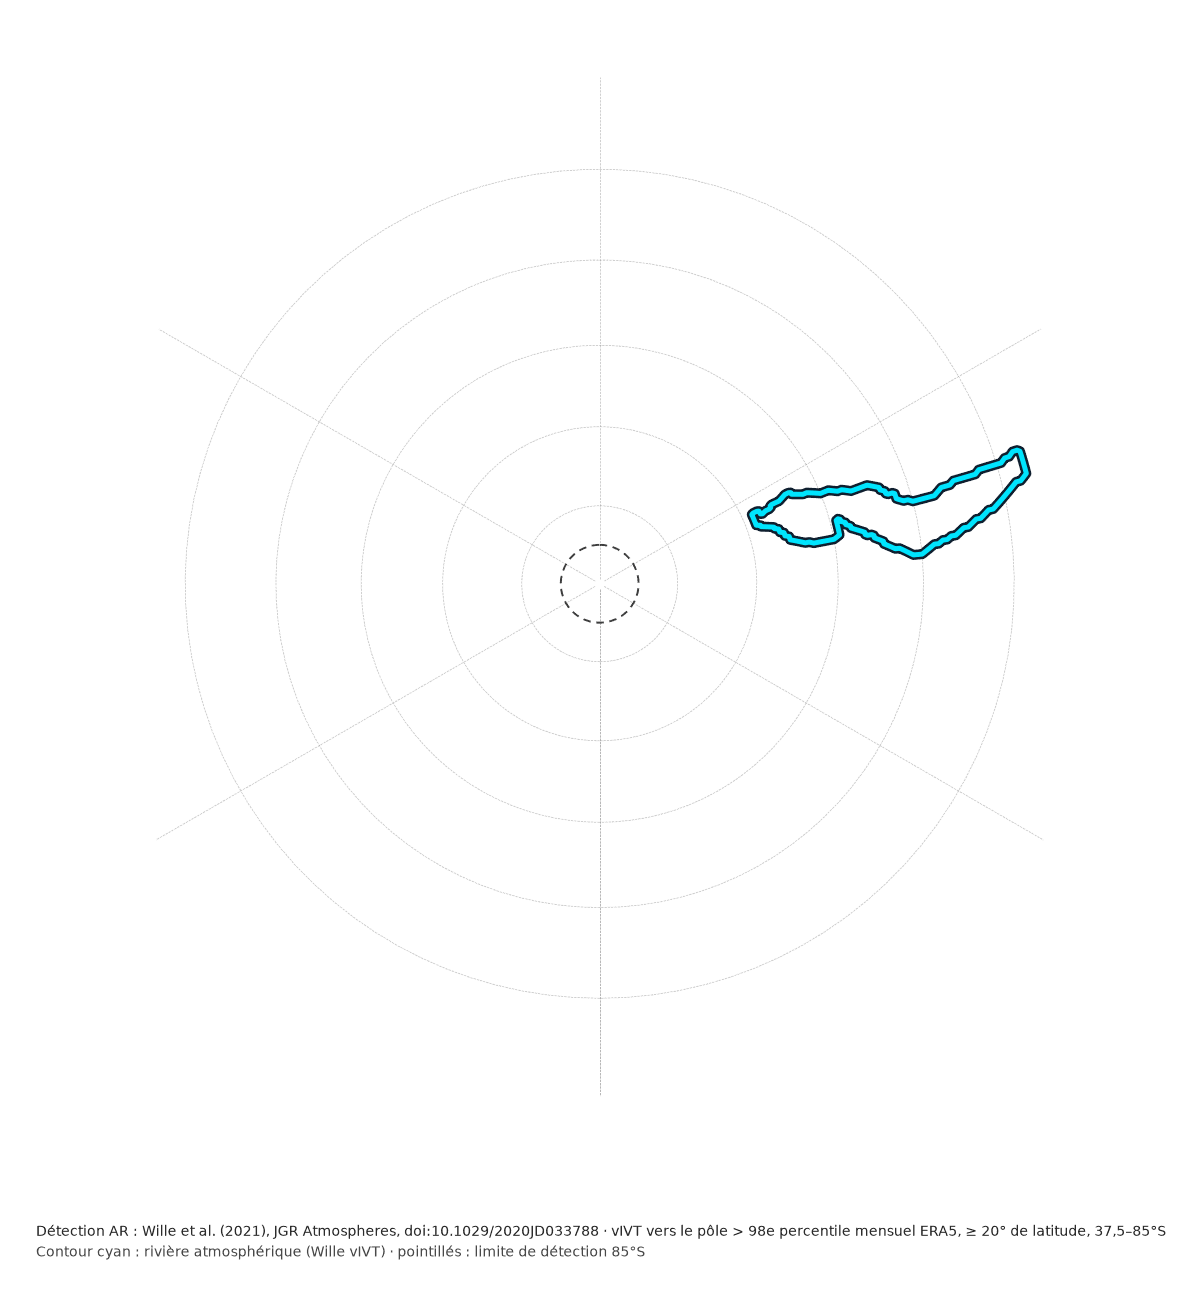 Détection AR : Wille et al. (2021), JGR Atmospheres, doi:10.1029/2020JD033788 · vIVT vers le pôle > 98e percentile mensuel ERA5, ≥ 20° de latitude, 37,5–85°S
Contour cyan : rivière atmosphérique (Wille vIVT) · pointillés : limite de détection 85°S